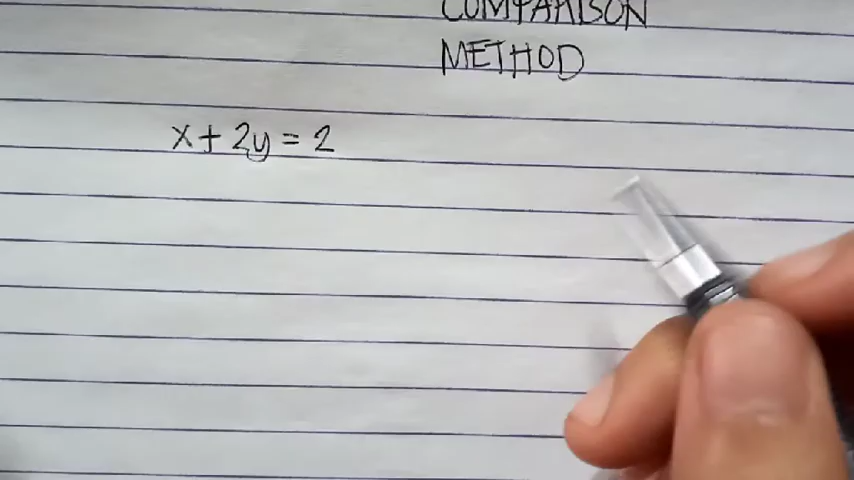 COMPARISON
METHOD
x + 2y = 2